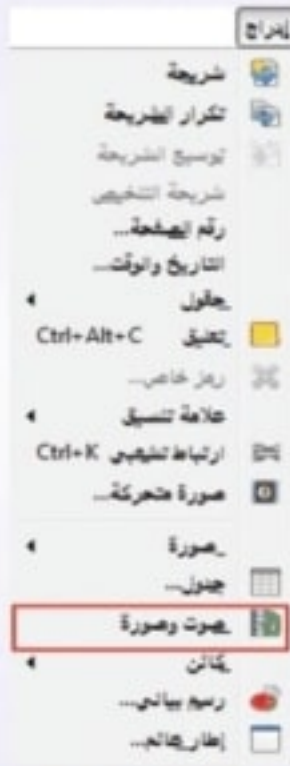 إدراج
شريحة
تكرار الشريحة
توسيع الشريحة
شريحة التلخيص
رقم الصفحة...
التاريخ والوقت...
حقول
تعليق Ctrl+Alt+C
رمز خاص...
علامة تنسيق
ارتباط تشعبي Ctrl+K
صورة متحركة...
صورة
جدول...
صوت وصورة
كائن
رسم بياني...
إطار عائم...